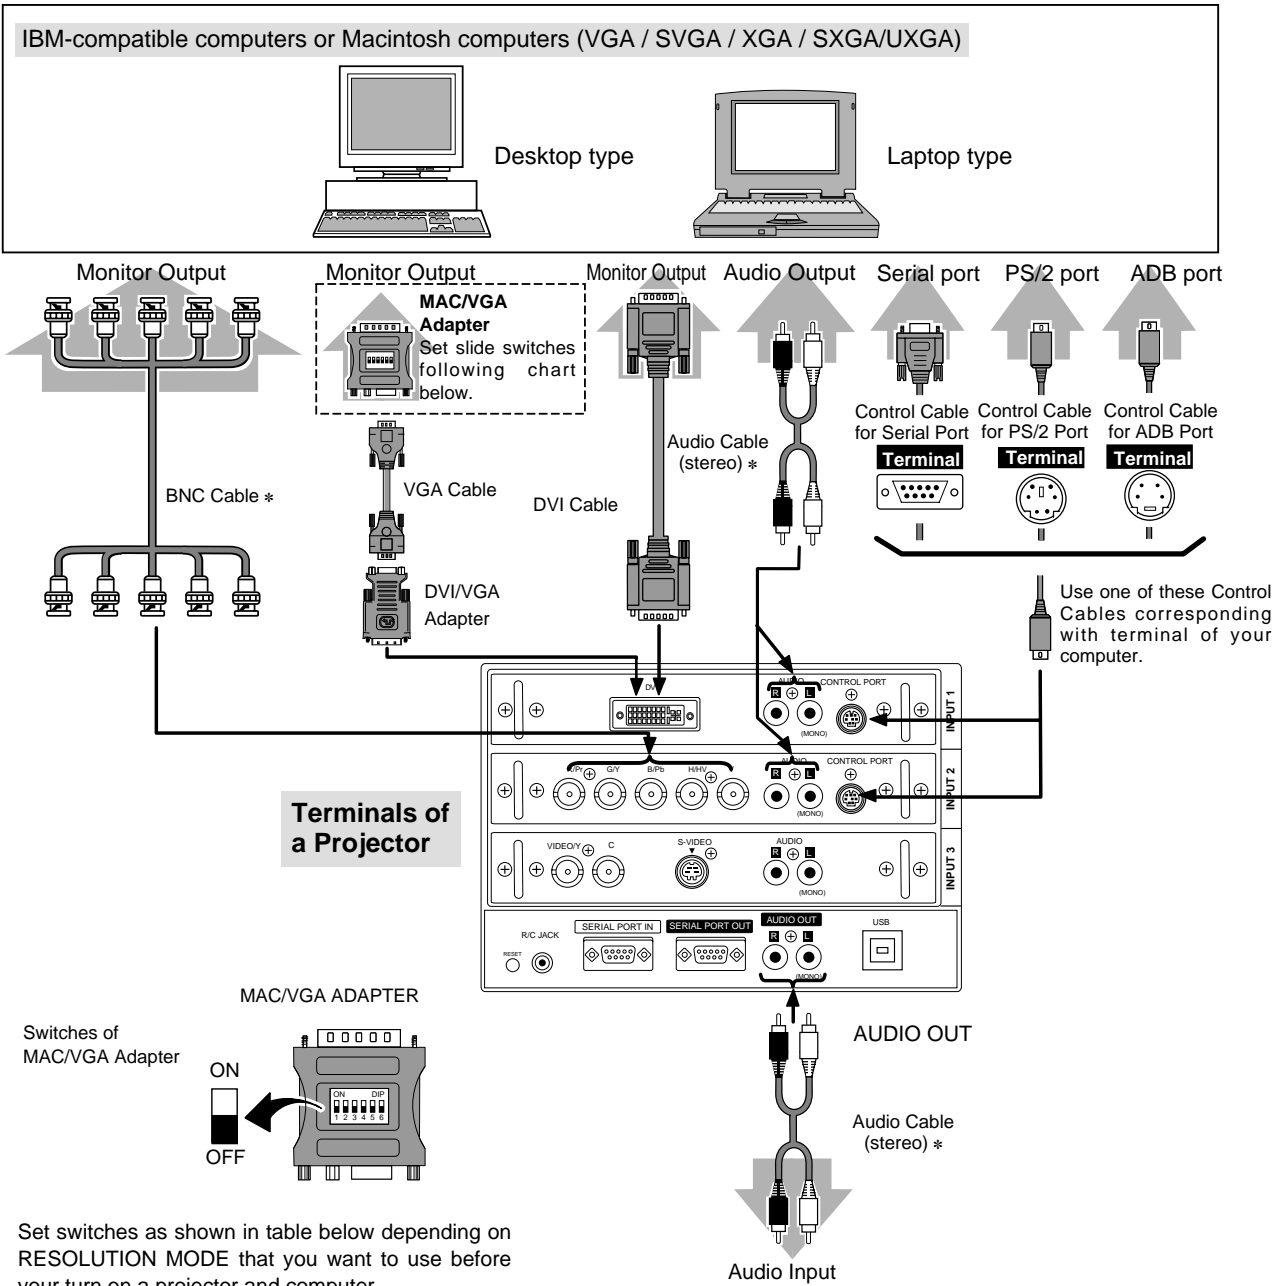 IBM-compatible computers or Macintosh computers (VGA / SVGA / XGA / SXGA/UXGA)
Desktop type
Laptop type
Monitor Output
Monitor Output
Monitor Output
Audio Output
Serial port
PS/2 port
ADB port
MAC/VGA
Adapter
Set slide switches
following chart
below.
Control Cable
for Serial Port
Control Cable
for PS/2 Port
Control Cable
for ADB Port
Terminal
Terminal
Terminal
Audio Cable
(stereo) *
BNC Cable *
VGA Cable
DVI Cable
DVI/VGA
Adapter
Use one of these Control
Cables corresponding
with terminal of your
computer.
AUDIO
CONTROL PORT
R
L
(MONO)
INPUT 1
G/Y
B/Pb
H/HV
AUDIO
CONTROL PORT
R
L
(MONO)
INPUT 2
Terminals of
a Projector
VIDEO/Y
C
S-VIDEO
AUDIO
R
L
(MONO)
INPUT 3
RESET
R/C JACK
SERIAL PORT IN
SERIAL PORT OUT
AUDIO OUT
R
L
(MONO)
USB
MAC/VGA ADAPTER
Switches of
MAC/VGA Adapter
ON
OFF
ON
DIP
1 2 3 4 5 6
AUDIO OUT
Audio Cable
(stereo) *
Audio Input
Set switches as shown in table below depending on
RESOLUTION MODE that you want to use before
your turn on a projector and computer.